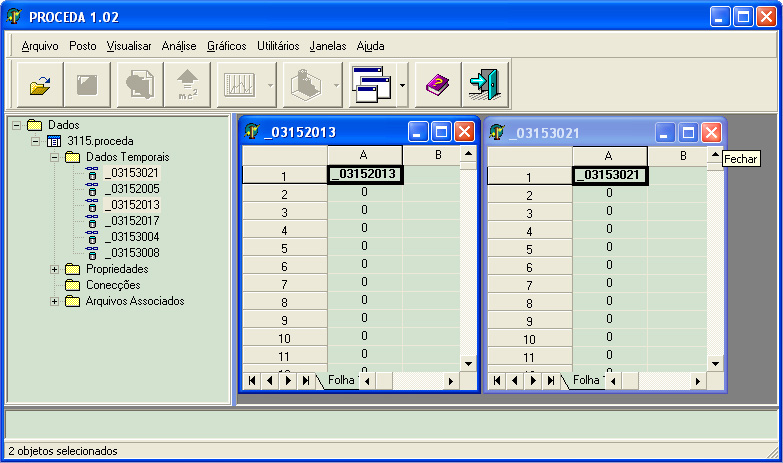 PROCEDA 1.02
Arquivo Posto Visualisar Análise Gráficos Utilitários Janelas Ajuda
mc²
Dados
3115.proceda
Dados Temporais
_03153021
_03152005
_03152013
_03152017
_03153004
_03153008
Propriedades
Conecções
Arquivos Associados
_03152013
A B
1 _03152013
2 0
3 0
4 0
5 0
6 0
7 0
8 0
9 0
10 0
11 0
Folha
_03153021
A B
1 _03153021
2 0
3 0
4 0
5 0
6 0
7 0
8 0
9 0
10 0
11 0
Folha
Fechar
2 objetos selecionados